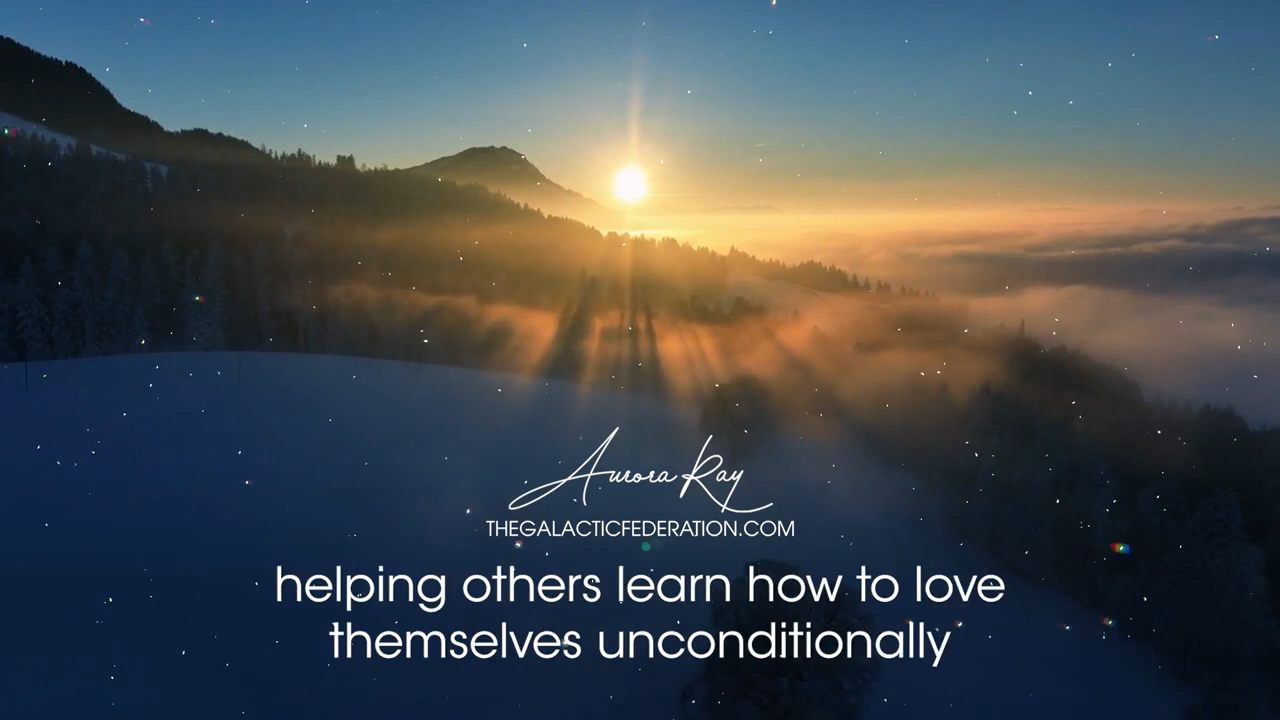 Aurora Ray
THEGALACTICFEDERATION.COM
helping others learn how to love
themselves unconditionally